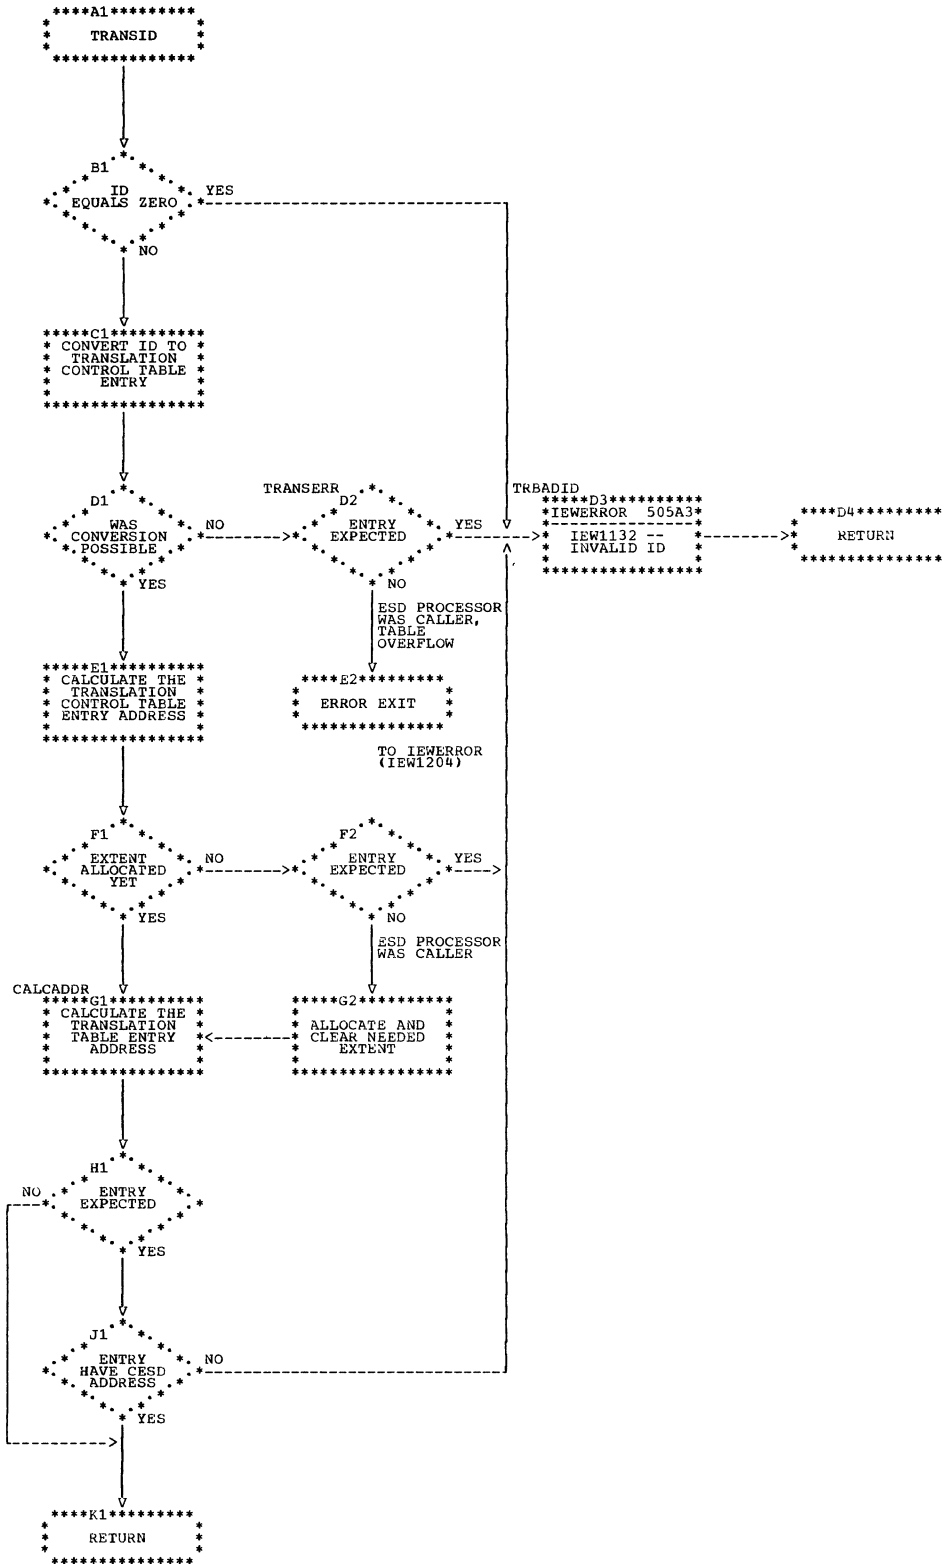 A1
TRANSID
B1
ID
EQUALS ZERO
YES
NO
C1
CONVERT ID TO
TRANSLATION
CONTROL TABLE
ENTRY
D1
WAS
CONVERSION
POSSIBLE
NO
YES
TRANSERR
D2
ENTRY
EXPECTED
YES
NO
TRBADID
D3
IEWERROR 505A3
IEW1132 --
INVALID ID
D4
RETURN
ESD PROCESSOR
WAS CALLER,
TABLE
OVERFLOW
E1
CALCULATE THE
TRANSLATION
CONTROL TABLE
ENTRY ADDRESS
E2
ERROR EXIT
TO IEWERROR
(IEW1204)
F1
EXTENT
ALLOCATED
YET
NO
YES
F2
ENTRY
EXPECTED
YES
NO
ESD PROCESSOR
WAS CALLER
CALCADDR
G1
CALCULATE THE
TRANSLATION
TABLE ENTRY
ADDRESS
G2
ALLOCATE AND
CLEAR NEEDED
EXTENT
H1
ENTRY
EXPECTED
NO
YES
J1
ENTRY
HAVE CESD
ADDRESS
NO
YES
K1
RETURN